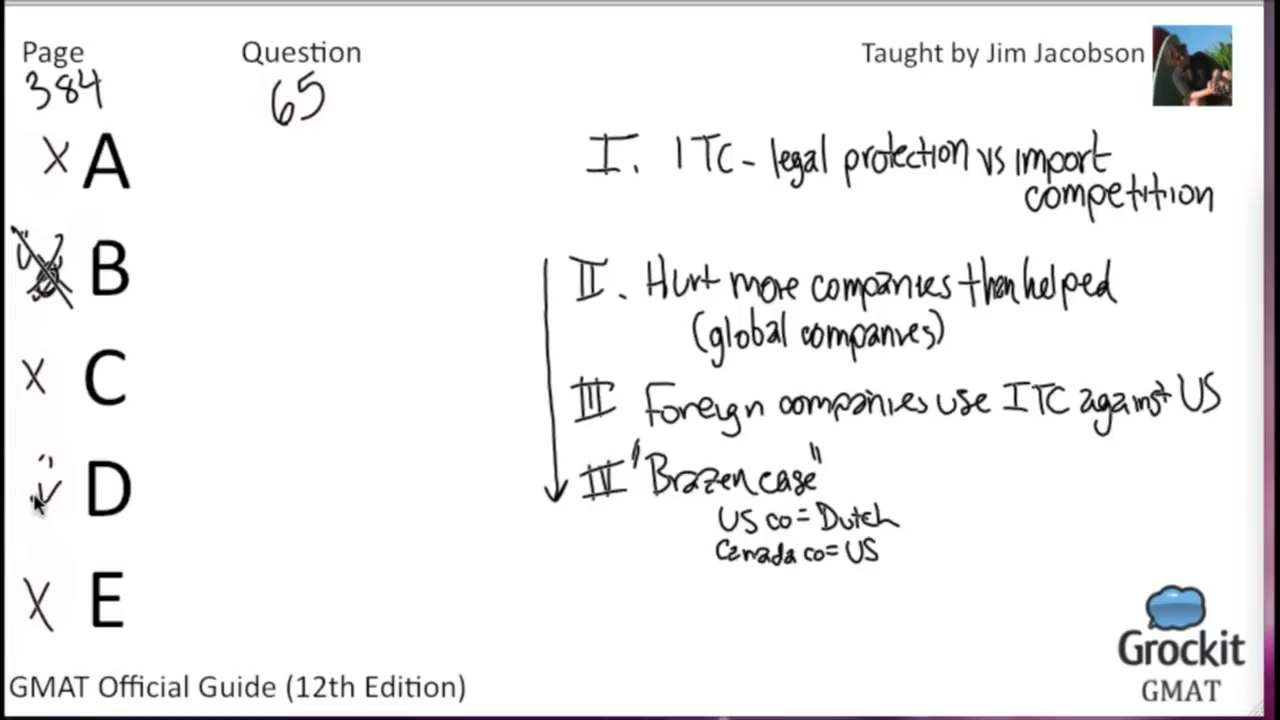 Page
Question
Taught by Jim Jacobson
384
65
X A
B
X C
D
X E
I. ITC - legal protection vs import
competition
II. Hurt more companies than helped
(global companies)
III Foreign companies use ITC against US
IV "Brazen case"
US co = Dutch
Canada co = US
Grockit
GMAT
GMAT Official Guide (12th Edition)